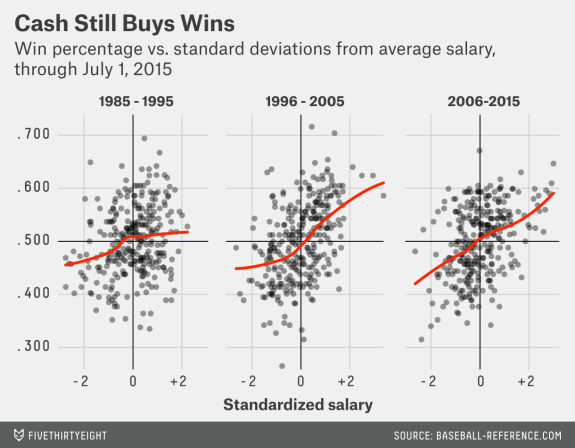 Cash Still Buys Wins
Win percentage vs. standard deviations from average salary,
through July 1, 2015
1985 - 1995 1996 - 2005 2006-2015
.700
.600
.500
.400
.300
- 2 0 +2 - 2 0 +2 - 2 0 +2
Standardized salary
FIVETHIRTYEIGHT SOURCE: BASEBALL-REFERENCE.COM